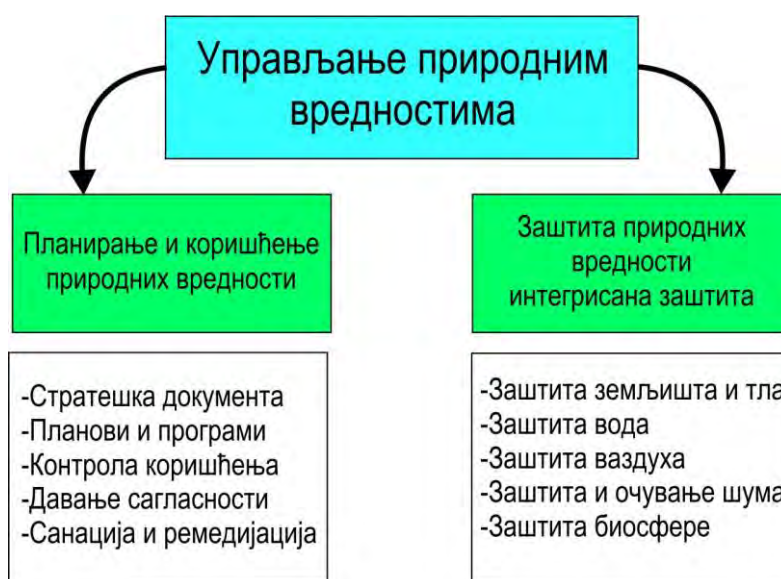 Управљање природним
вредностима
Планирање и коришћење
природних вредности
Заштита природних
вредности
интегрисана заштита
-Стратешка документа
-Планови и програми
-Контрола коришћења
-Давање сагласности
-Санација и ремедијација
-Заштита земљишта и тла
-Заштита вода
-Заштита ваздуха
-Заштита и очување шума
-Заштита биосфере